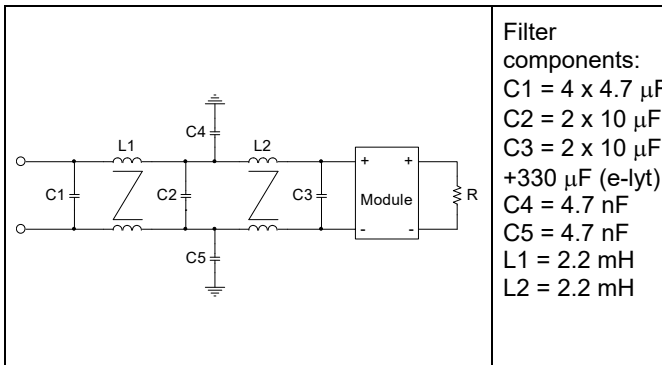 C4
L1
L2
C1
C2
C3
+ +
Module
- -
R
C5
Filter
components:
C1 = 4 x 4.7 μF
C2 = 2 x 10 μF
C3 = 2 x 10 μF
+330 μF (e-lyt)
C4 = 4.7 nF
C5 = 4.7 nF
L1 = 2.2 mH
L2 = 2.2 mH